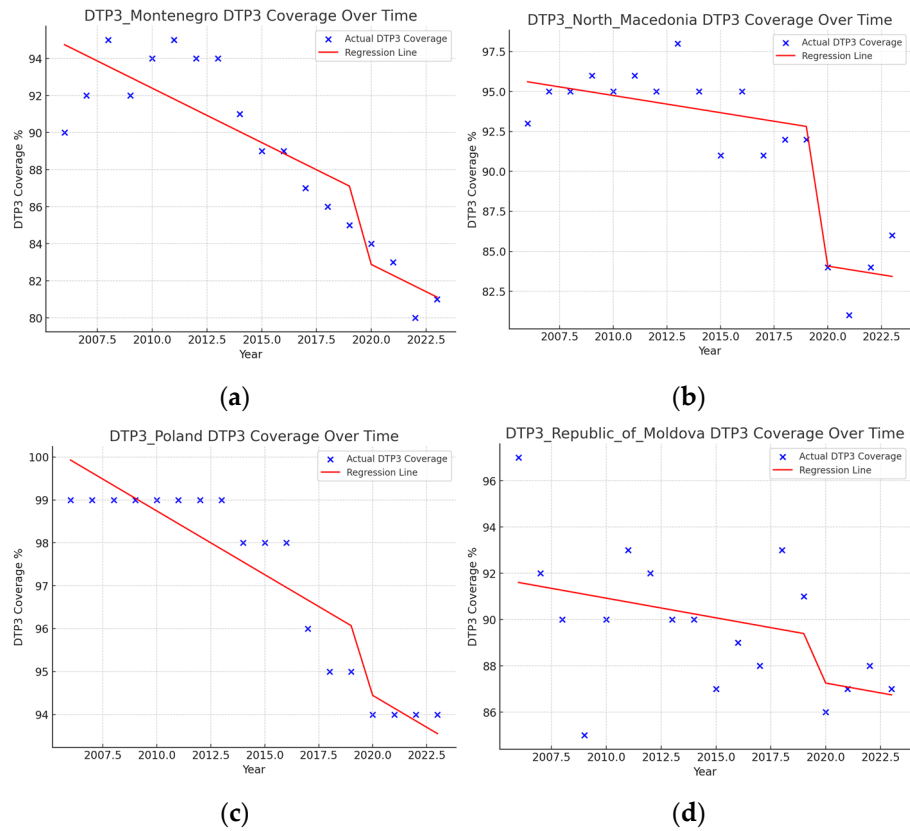 DTP3_Montenegro DTP3 Coverage Over Time
Actual DTP3 Coverage
Regression Line
DTP3 Coverage %
94
92
90
88
86
84
82
80
2007.5 2010.0 2012.5 2015.0 2017.5 2020.0 2022.5
Year
(a)
DTP3_North_Macedonia DTP3 Coverage Over Time
Actual DTP3 Coverage
Regression Line
DTP3 Coverage %
97.5
95.0
92.5
90.0
87.5
85.0
82.5
2007.5 2010.0 2012.5 2015.0 2017.5 2020.0 2022.5
Year
(b)
DTP3_Poland DTP3 Coverage Over Time
Actual DTP3 Coverage
Regression Line
DTP3 Coverage %
100
99
98
97
96
95
94
2007.5 2010.0 2012.5 2015.0 2017.5 2020.0 2022.5
Year
(c)
DTP3_Republic_of_Moldova DTP3 Coverage Over Time
Actual DTP3 Coverage
Regression Line
DTP3 Coverage %
96
94
92
90
88
86
2007.5 2010.0 2012.5 2015.0 2017.5 2020.0 2022.5
Year
(d)